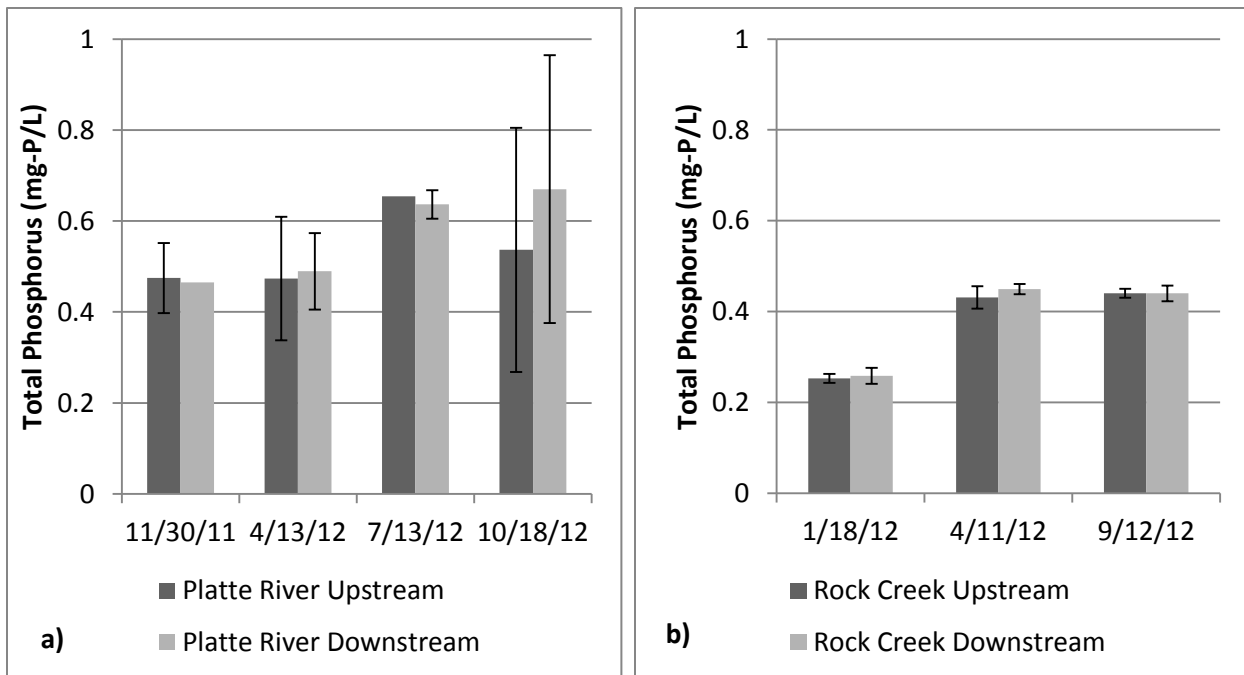 Total Phosphorus (mg-P/L)
1
0.8
0.6
0.4
0.2
0
11/30/11 4/13/12 7/13/12 10/18/12
Platte River Upstream
Platte River Downstream
a)
Total Phosphorus (mg-P/L)
1
0.8
0.6
0.4
0.2
0
1/18/12 4/11/12 9/12/12
Rock Creek Upstream
Rock Creek Downstream
b)